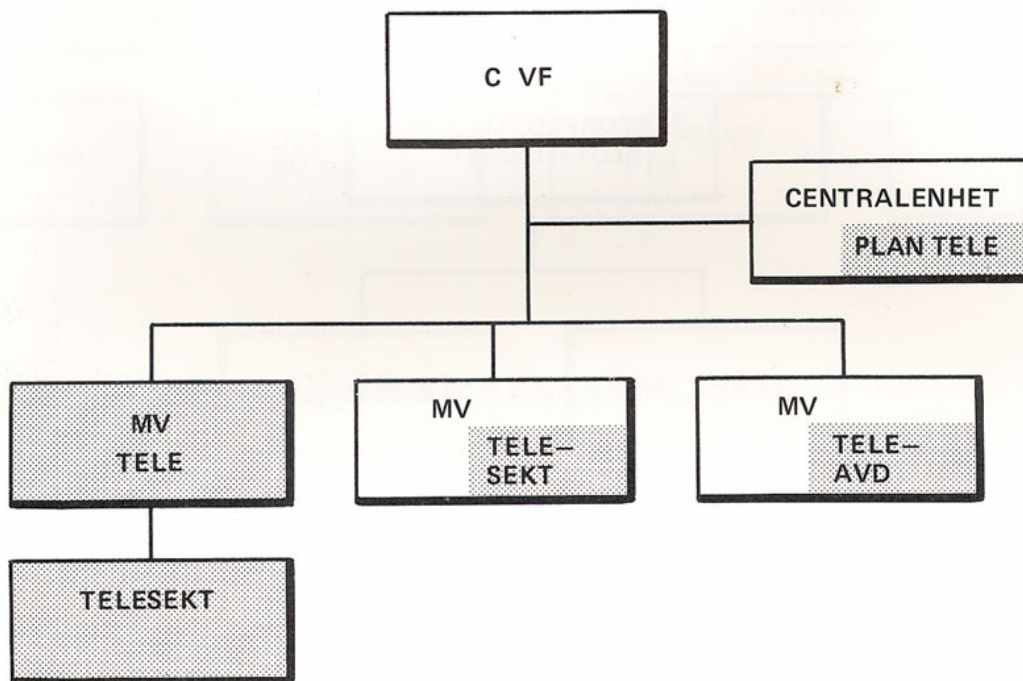 C VF
CENTRALENHET
PLAN TELE
MV
TELE
MV
TELE–
SEKT
MV
TELE–
AVD
TELESEKT